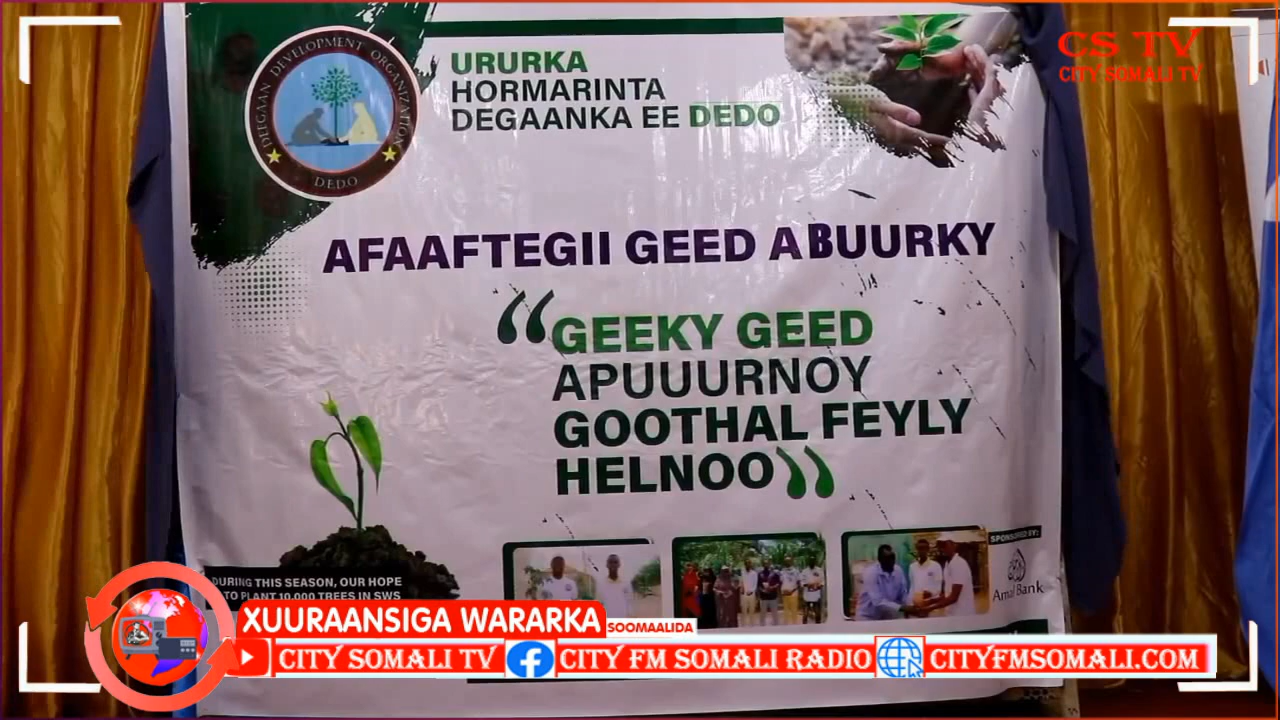 CS TV
CITY SOMALI TV
DEEGAAN DEVELOPMENT ORGANIZATION
D.E.D.O
URURKA
HORMARINTA
DEGAANKA EE DEDO
AFAAFTEGII GEED ABUURKY
“GEEKY GEED
APUUURNOY
GOOTHAL FEYLY
HELNOO”
SPONSORED BY:
Amal Bank
DURING THIS SEASON, OUR HOPE
TO PLANT 10,000 TREES IN SWS
XUURAANSIGA WARARKA
SOOMAALIDA
CITY SOMALI TV
CITY FM SOMALI RADIO
CITYFMSOMALI.COM